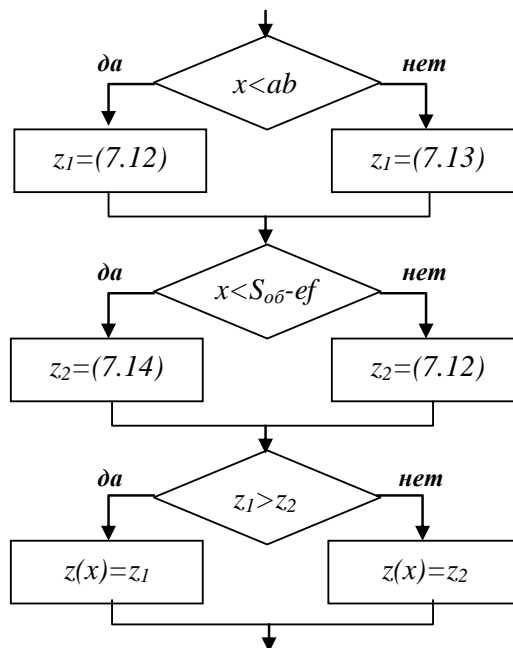 да нет
x<ab
z₁=(7.12) z₁=(7.13)
да нет
x<Sоб-ef
z₂=(7.14) z₂=(7.12)
да нет
z₁>z₂
z(x)=z₁ z(x)=z₂